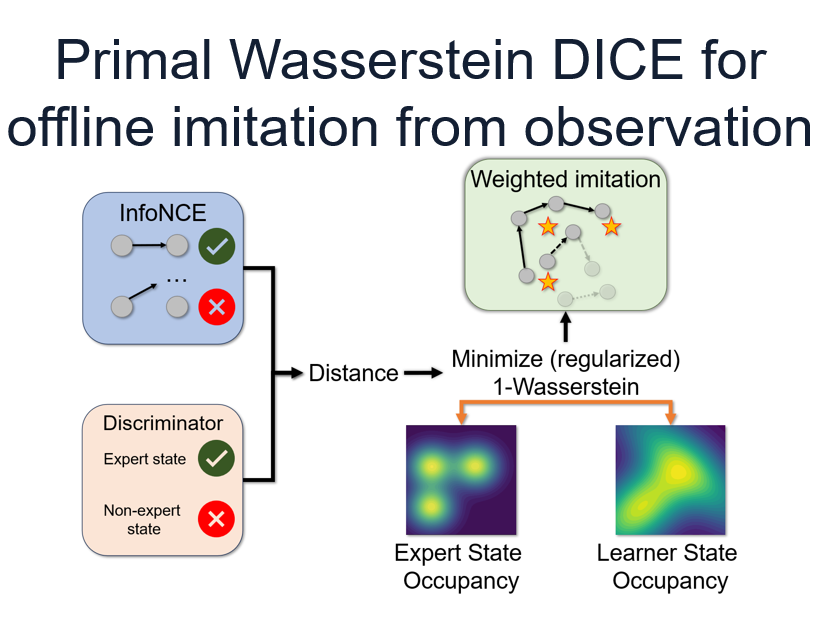 Primal Wasserstein DICE for
offline imitation from observation
InfoNCE
...
Discriminator
Expert state
Non-expert
state
Distance
Weighted imitation
Minimize (regularized)
1-Wasserstein
Expert State
Occupancy
Learner State
Occupancy